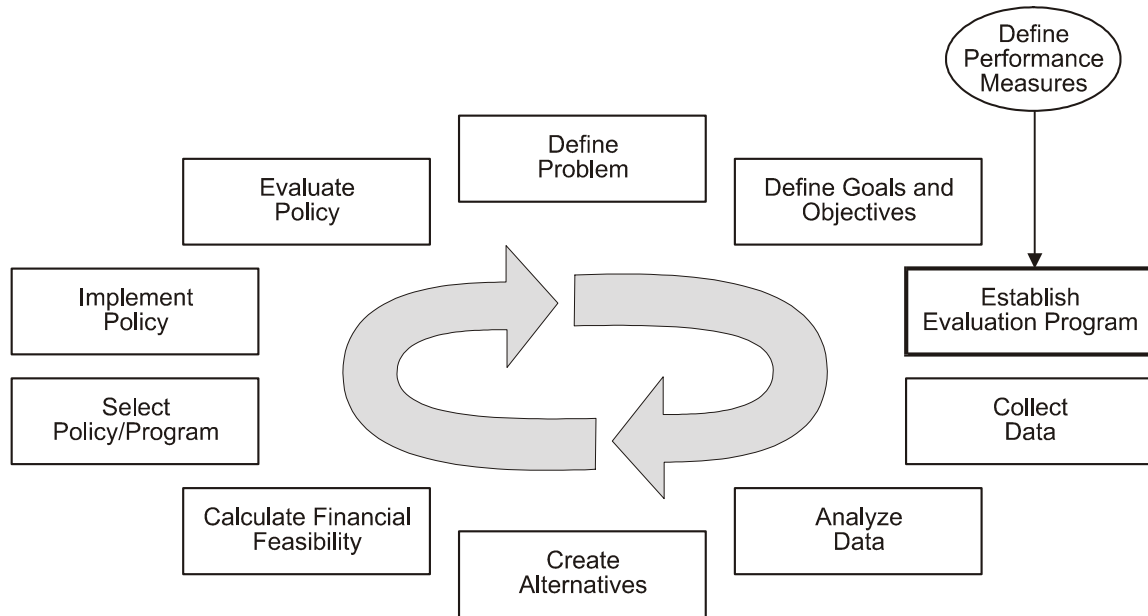 Define
Performance
Measures
Define
Problem
Evaluate
Policy
Define Goals and
Objectives
Implement
Policy
Establish
Evaluation Program
Select
Policy/Program
Collect
Data
Calculate Financial
Feasibility
Analyze
Data
Create
Alternatives